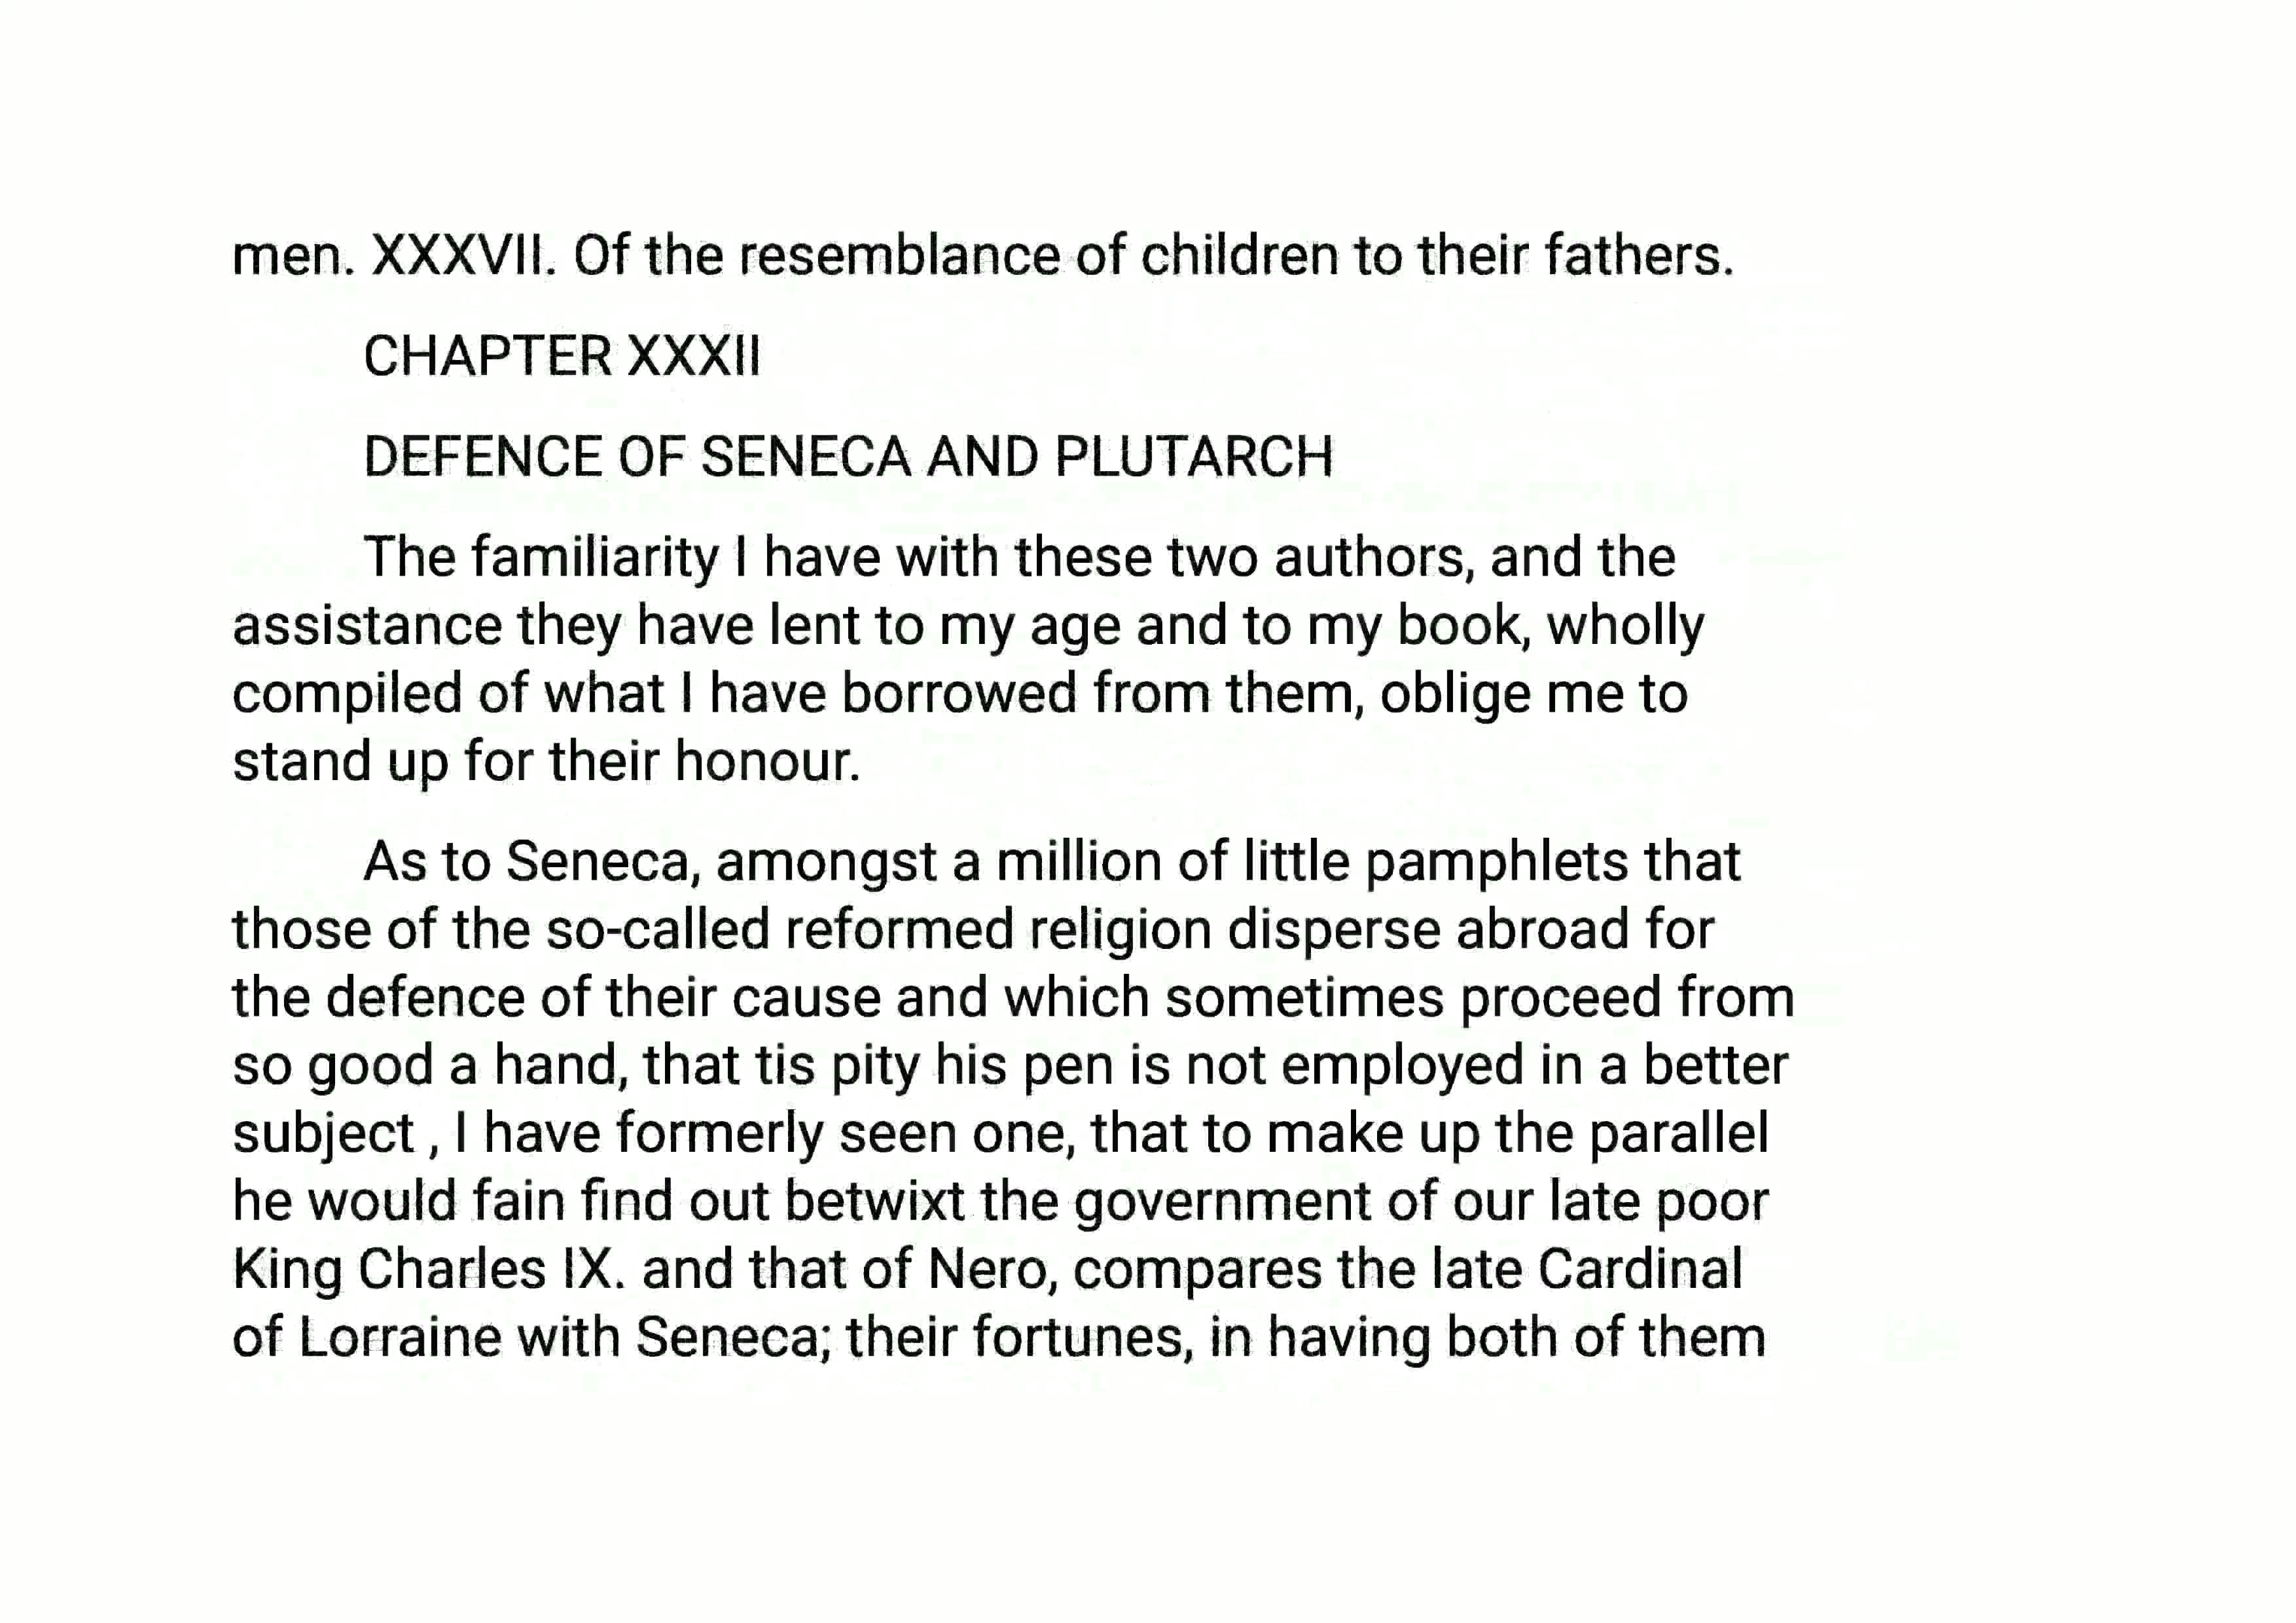 men. XXXVII. Of the resemblance of children to their fathers.
CHAPTER XXXII
DEFENCE OF SENECA AND PLUTARCH
The familiarity I have with these two authors, and the
assistance they have lent to my age and to my book, wholly
compiled of what I have borrowed from them, oblige me to
stand up for their honour.
As to Seneca, amongst a million of little pamphlets that
those of the so-called reformed religion disperse abroad for
the defence of their cause and which sometimes proceed from
so good a hand, that tis pity his pen is not employed in a better
subject , I have formerly seen one, that to make up the parallel
he would fain find out betwixt the government of our late poor
King Charles IX. and that of Nero, compares the late Cardinal
of Lorraine with Seneca; their fortunes, in having both of them